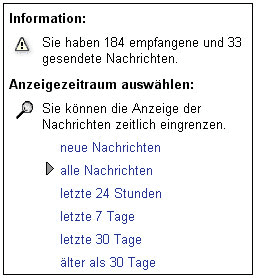 Information:
Sie haben 184 empfangene und 33
gesendete Nachrichten.
Anzeigezeitraum auswählen:
Sie können die Anzeige der
Nachrichten zeitlich eingrenzen.
neue Nachrichten
alle Nachrichten
letzte 24 Stunden
letzte 7 Tage
letzte 30 Tage
älter als 30 Tage